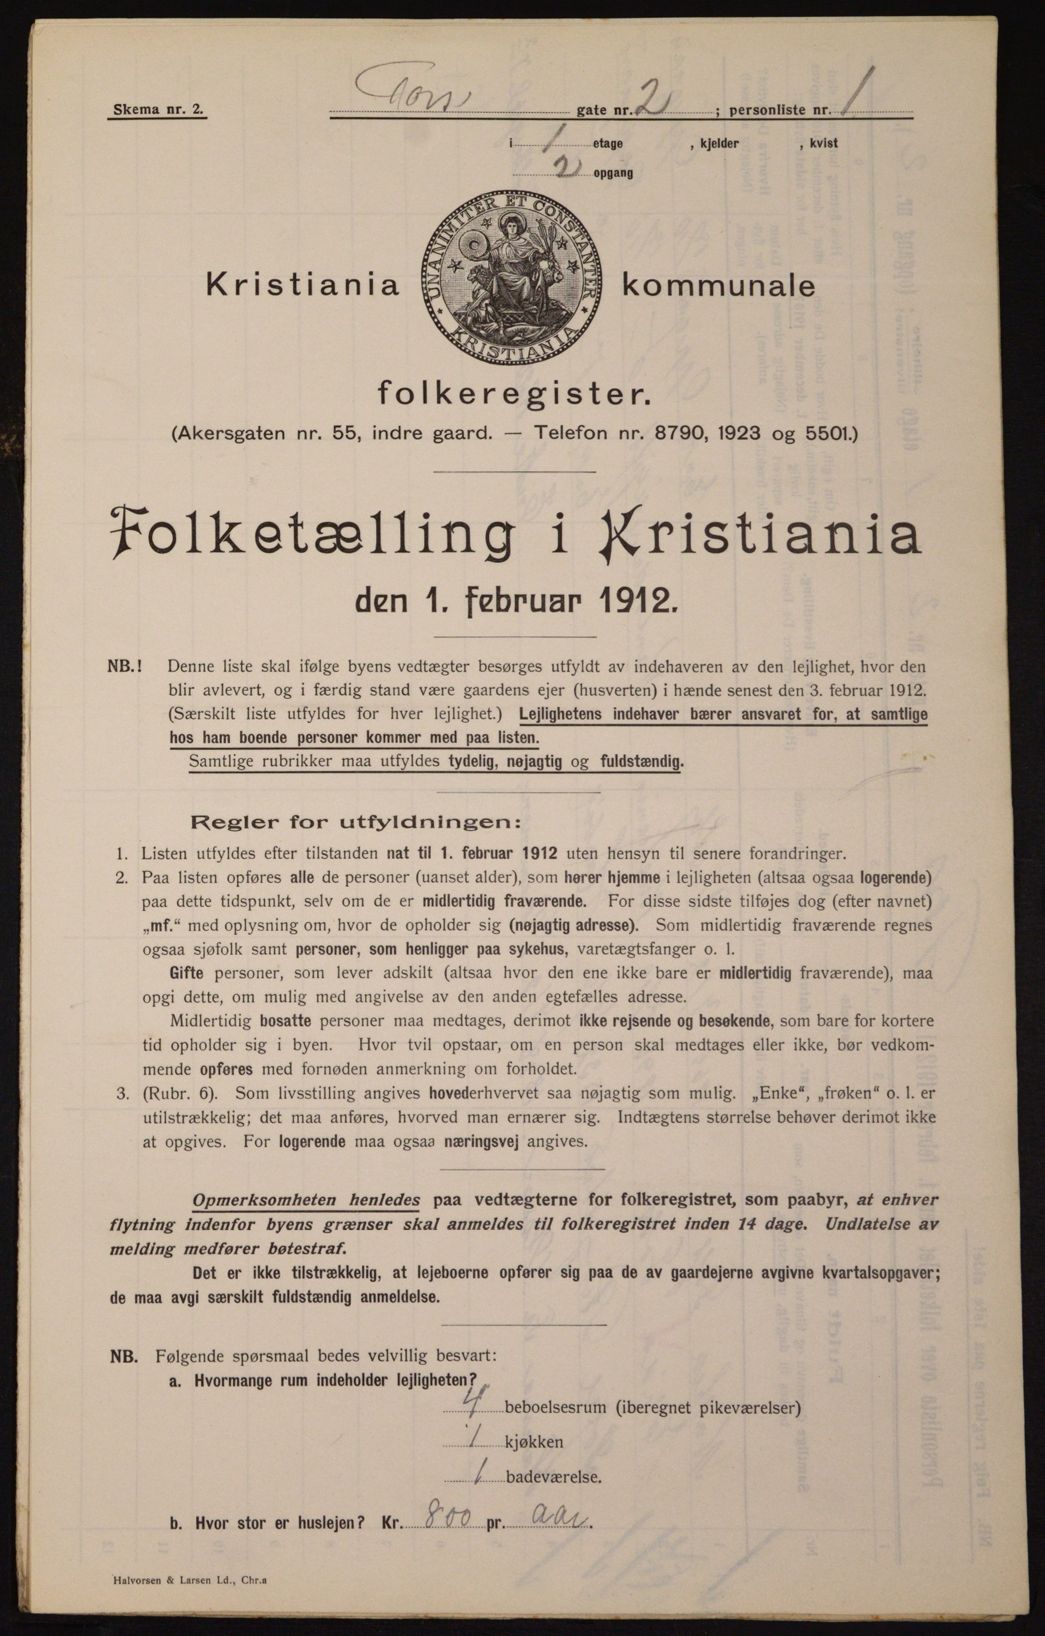 Skema nr. 2.
Tors gate nr. 2 ; personliste nr. 1
i 1 etage , kjelder , kvist
2 opgang
UNANIMITER ET CONSTANTER
KRISTIANIA
Kristiania kommunale
folkeregister.
(Akersgaten nr. 55, indre gaard. — Telefon nr. 8790, 1923 og 5501.)
Folketælling i Kristiania
den 1. februar 1912.
NB.! Denne liste skal ifølge byens vedtægter besørges utfyldt av indehaveren av den lejlighet, hvor den
blir avlevert, og i færdig stand være gaardens ejer (husverten) i hænde senest den 3. februar 1912.
(Særskilt liste utfyldes for hver lejlighet.) Lejlighetens indehaver bærer ansvaret for, at samtlige
hos ham boende personer kommer med paa listen.
Samtlige rubrikker maa utfyldes tydelig, nøjagtig og fuldstændig.
Regler for utfyldningen:
1. Listen utfyldes efter tilstanden nat til 1. februar 1912 uten hensyn til senere forandringer.
2. Paa listen opføres alle de personer (uanset alder), som hører hjemme i lejligheten (altsaa ogsaa logerende)
paa dette tidspunkt, selv om de er midlertidig fraværende. For disse sidste tilføjes dog (efter navnet)
„mf.“ med oplysning om, hvor de opholder sig (nøjagtig adresse). Som midlertidig fraværende regnes
ogsaa sjøfolk samt personer, som henligger paa sykehus, varetægtsfanger o. l.
Gifte personer, som lever adskilt (altsaa hvor den ene ikke bare er midlertidig fraværende), maa
opgi dette, om mulig med angivelse av den anden egtefælles adresse.
Midlertidig bosatte personer maa medtages, derimot ikke rejsende og besøkende, som bare for kortere
tid opholder sig i byen. Hvor tvil opstaar, om en person skal medtages eller ikke, bør vedkom-
mende opføres med fornøden anmerkning om forholdet.
3. (Rubr. 6). Som livsstilling angives hovederhvervet saa nøjagtig som mulig. „Enke“, „frøken“ o. l. er
utilstrækkelig; det maa anføres, hvorved man ernærer sig. Indtægtens størrelse behøver derimot ikke
at opgives. For logerende maa ogsaa næringsvej angives.
Opmerksomheten henledes paa vedtægterne for folkeregistret, som paabyr, at enhver
flytning indenfor byens grænser skal anmeldes til folkeregistret inden 14 dage. Undlatelse av
melding medfører bøtestraf.
Det er ikke tilstrækkelig, at lejeboerne opfører sig paa de av gaardejerne avgivne kvartalsopgaver;
de maa avgi særskilt fuldstændig anmeldelse.
NB. Følgende spørsmaal bedes velvillig besvart:
a. Hvormange rum indeholder lejligheten?
4 beboelsesrum (iberegnet pikeværelser)
1 kjøkken
1 badeværelse.
b. Hvor stor er huslejen? Kr. 800 pr. aar.
Halvorsen & Larsen Ld., Chr.a